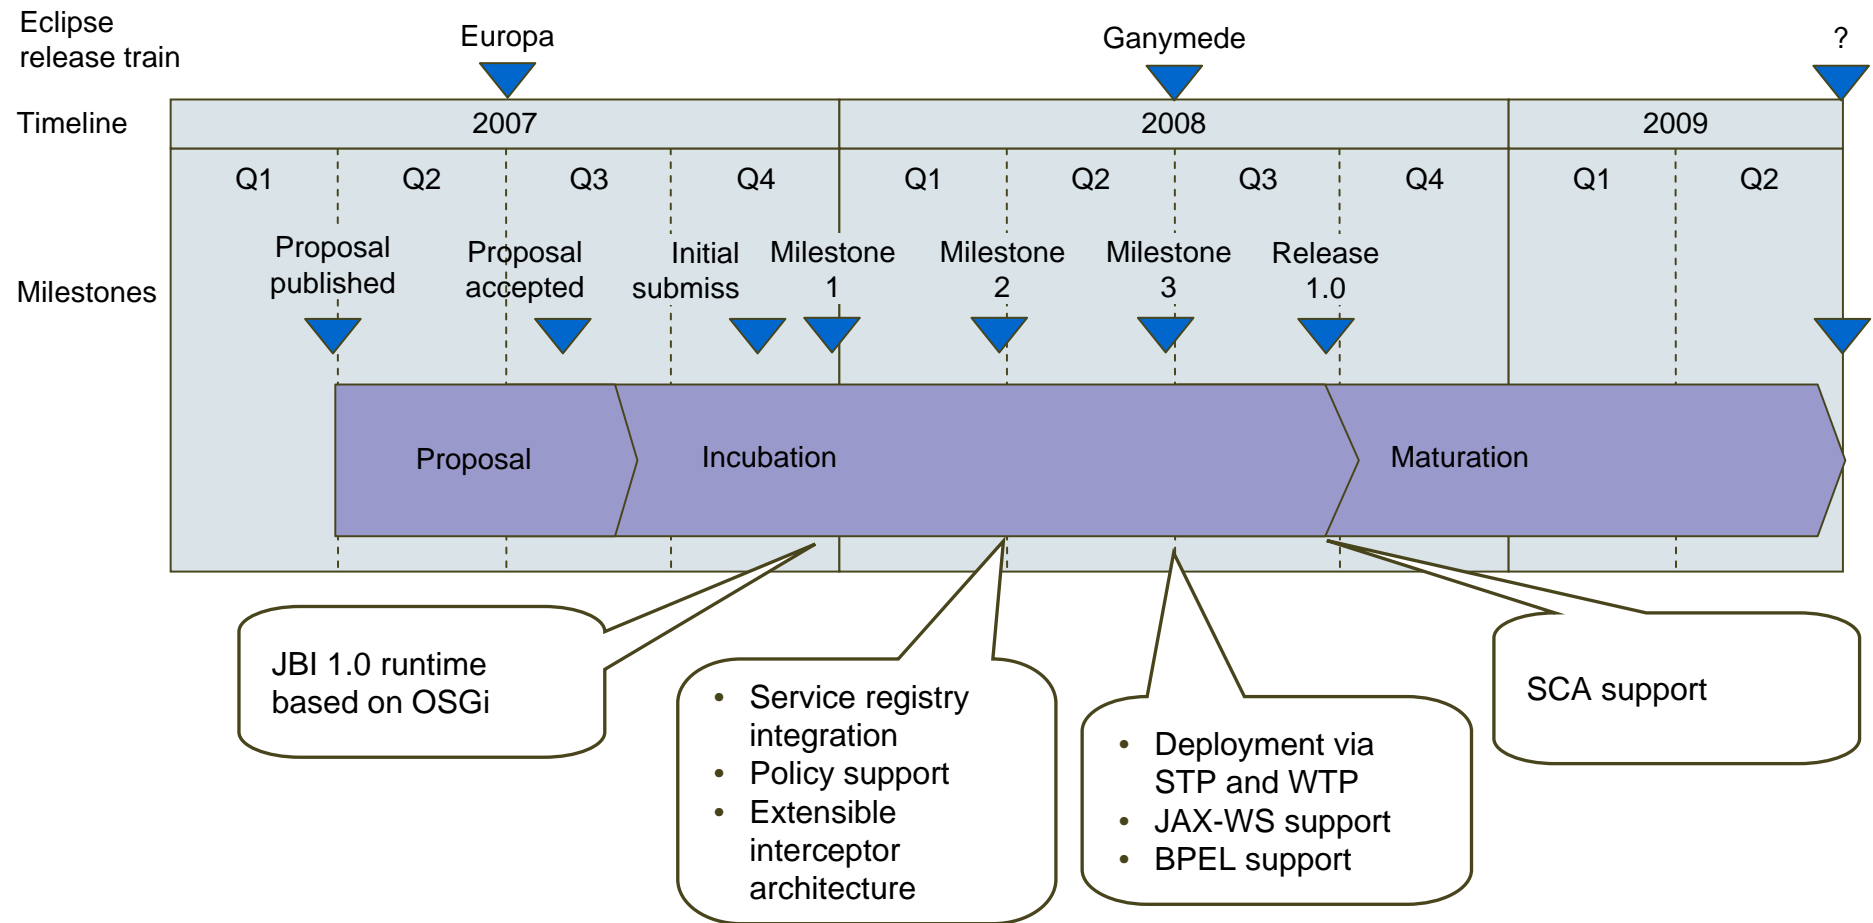 Eclipse
release train
Europa
Ganymede
?
Timeline
2007
2008
2009
Q1
Q2
Q3
Q4
Q1
Q2
Q3
Q4
Q1
Q2
Milestones
Proposal
published
Proposal
accepted
Initial
submiss
Milestone
1
Milestone
2
Milestone
3
Release
1.0
Proposal
Incubation
Maturation
JBI 1.0 runtime
based on OSGi
• Service registry
integration
• Policy support
• Extensible
interceptor
architecture
• Deployment via
STP and WTP
• JAX-WS support
• BPEL support
SCA support